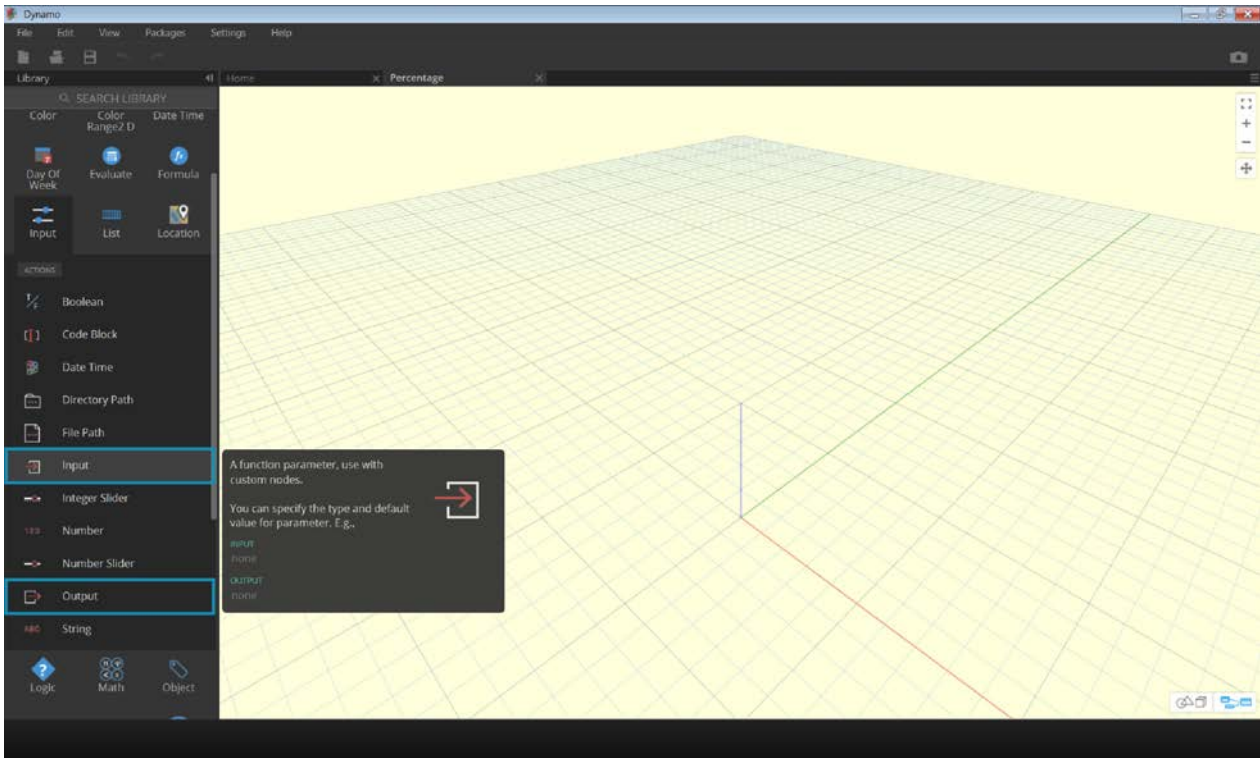 Dynamo
File Edit View Packages Settings Help
Library
Home
Percentage
SEARCH LIBRARY
Color
Color Range2 D
Date Time
Day Of Week
Evaluate
Formula
Input
List
Location
ACTIONS
Boolean
Code Block
Date Time
Directory Path
File Path
Input
A function parameter, use with
custom nodes.
You can specify the type and default
value for parameter. E.g.,
INPUT
none
OUTPUT
none
Integer Slider
123 Number
Number Slider
Output
ABC String
Logic
Math
Object